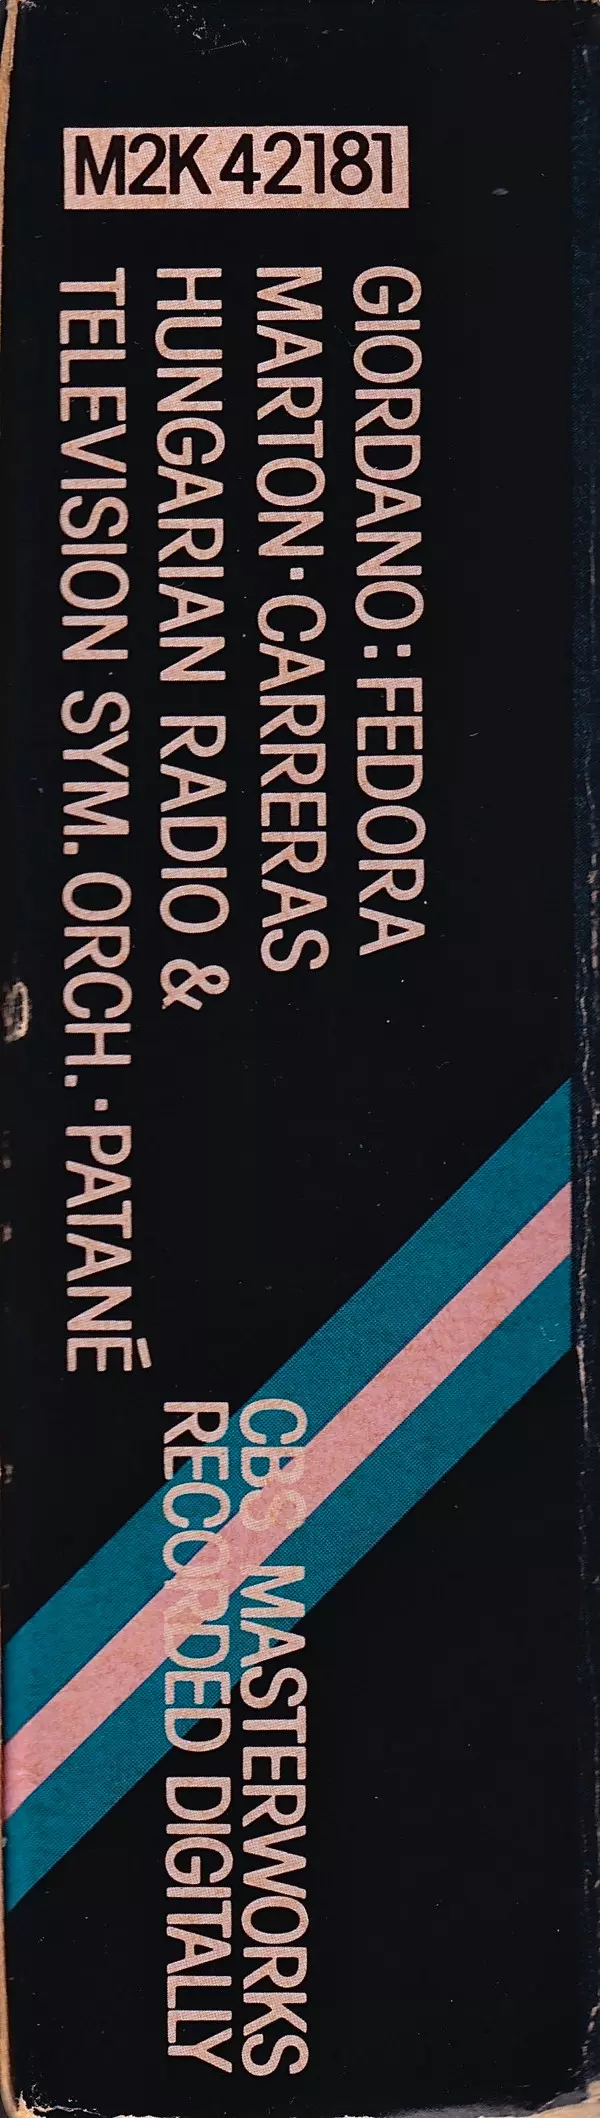 M2K 42181
GIORDANO: FEDORA
MARTON·CARRERAS
HUNGARIAN RADIO &
TELEVISION SYM. ORCH.·PATANÉ
CBS MASTERWORKS
RECORDED DIGITALLY